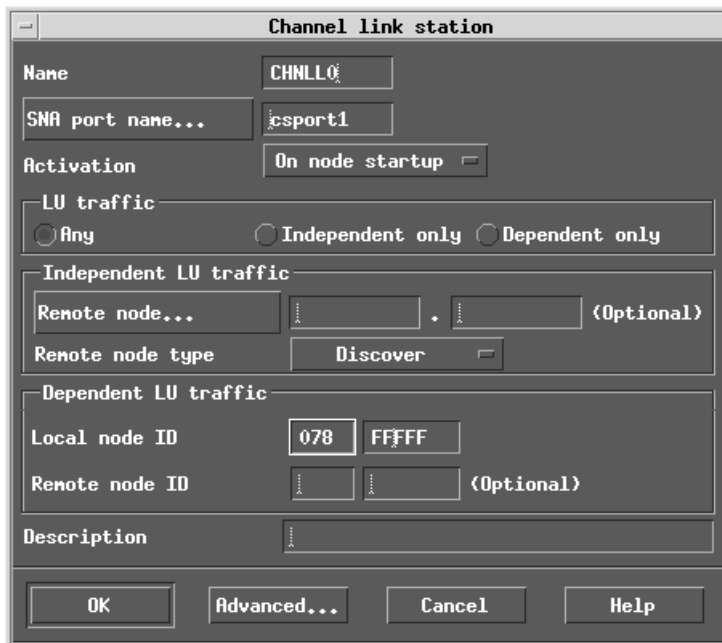 Channel link station
Name CHNLL0
SNA port name... csport1
Activation On node startup
LU traffic
Any Independent only Dependent only
Independent LU traffic
Remote node... . (Optional)
Remote node type Discover
Dependent LU traffic
Local node ID 078 FFFFF
Remote node ID (Optional)
Description
OK Advanced... Cancel Help